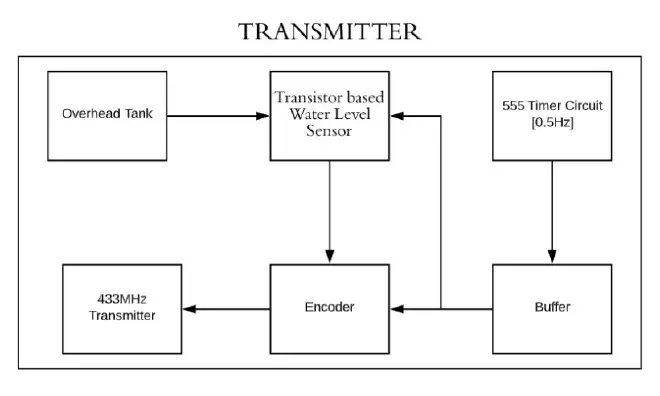 TRANSMITTER
Overhead Tank
Transistor based
Water Level
Sensor
555 Timer Circuit
[0.5Hz]
433MHz
Transmitter
Encoder
Buffer